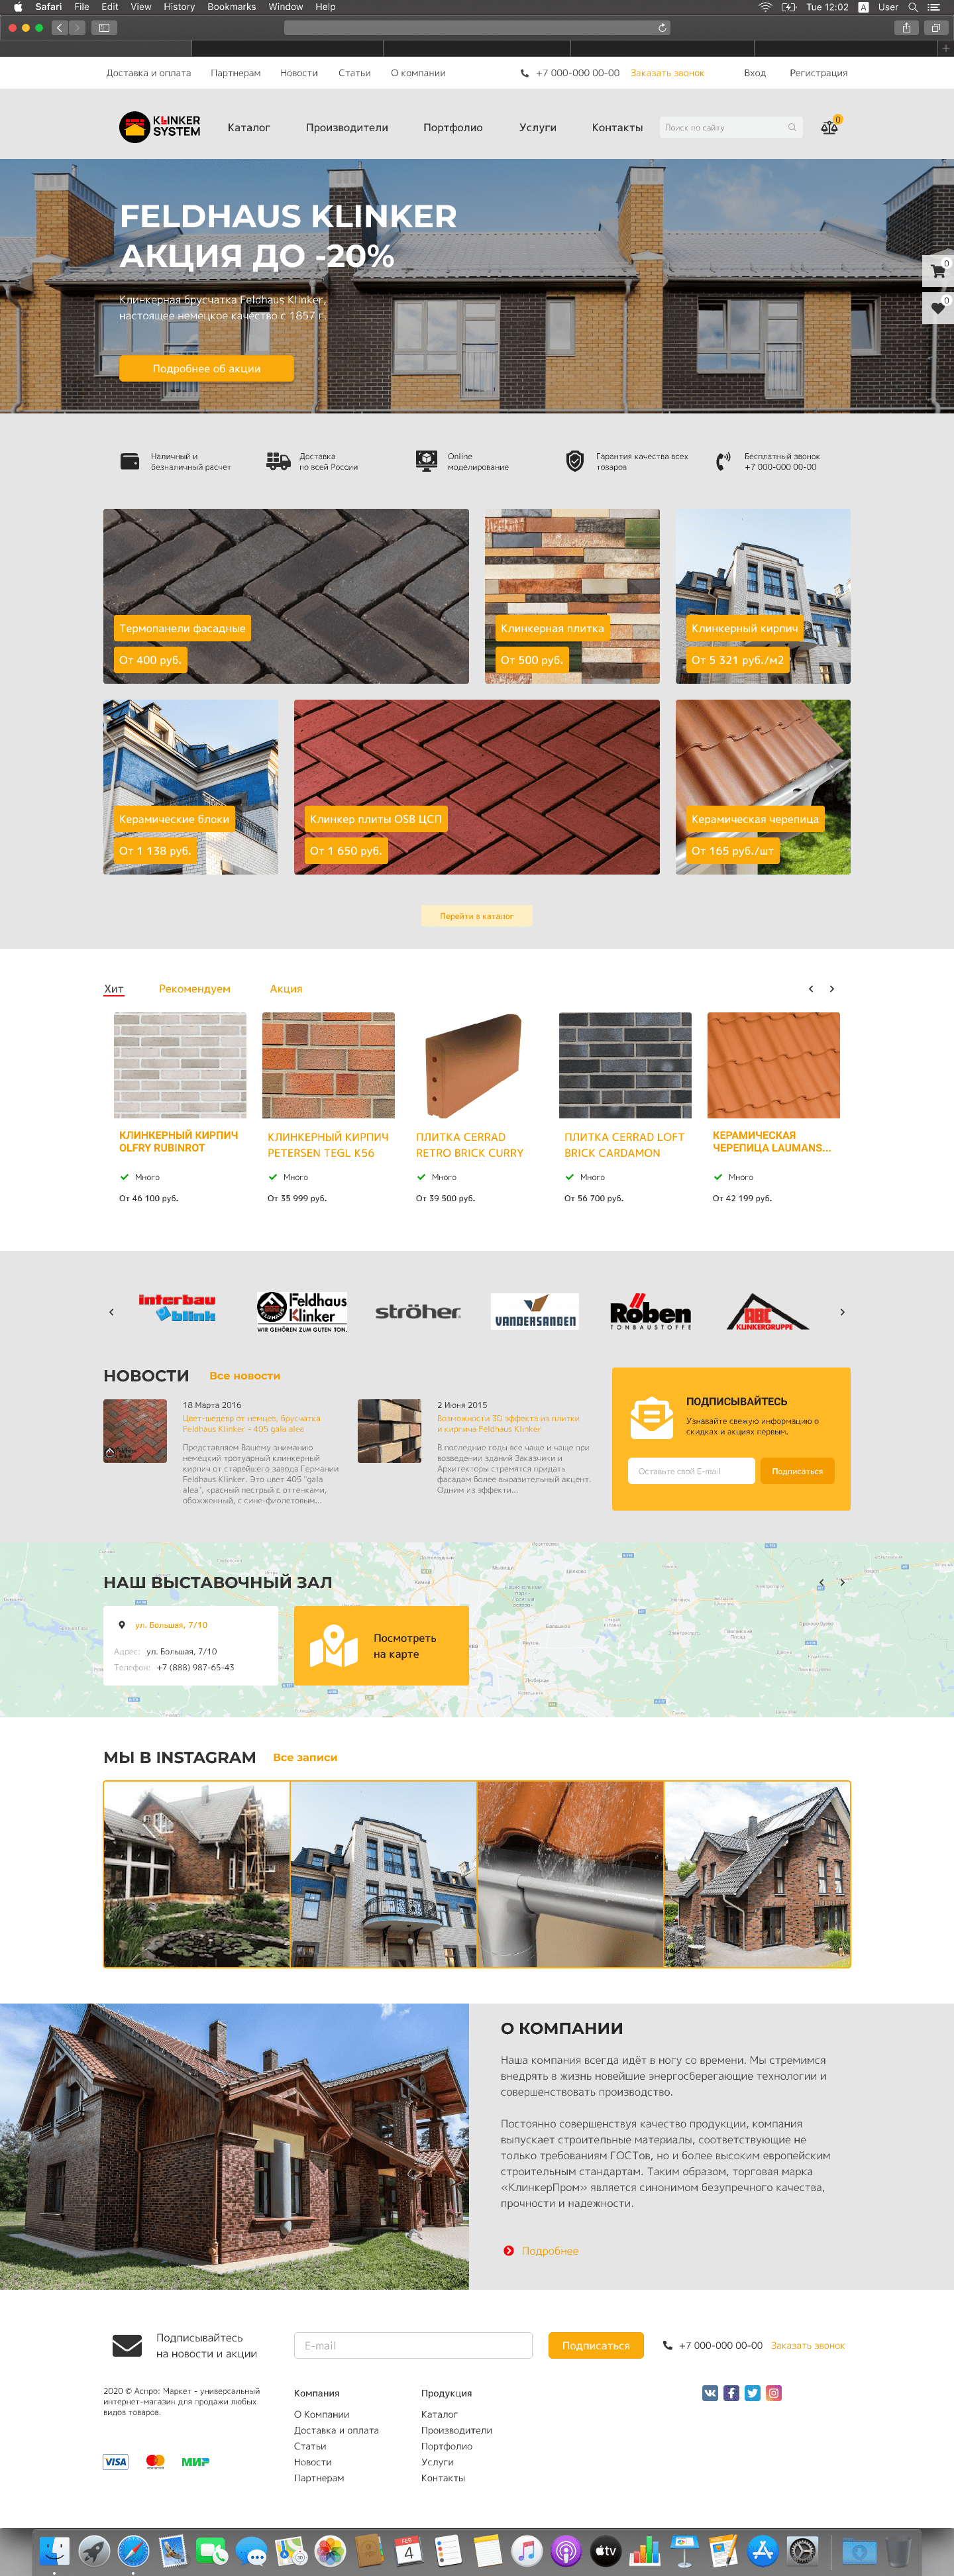 Safari File Edit View History Bookmarks Window Help Tue 12:02 A User
Доставка и оплата Партнерам Новости Статьи О компании +7 000-000 00-00 Заказать звонок Вход Регистрация
KLINKER
SYSTEM
Каталог Производители Портфолио Услуги Контакты Поиск по сайту 0
FELDHAUS KLINKER
АКЦИЯ ДО -20%
0
Клинкерная брусчатка Feldhaus Klinker,
настоящее немецкое качество с 1857 г
0
Подробнее об акции
Наличный и
безналичный расчет
Доставка
по всей России
Online
моделирование
Гарантия качества всех
товаров
Бесплатный звонок
+7 000-000 00-00
Термопанели фасадные
От 400 руб.
Клинкерная плитка
От 500 руб.
Клинкерный кирпич
От 5 321 руб./м2
Керамические блоки
От 1 138 руб.
Клинкер плиты OSB ЦСП
От 1 650 руб.
Керамическая черепица
От 165 руб./шт
Перейти в каталог
Хит Рекомендуем Акция
КЛИНКЕРНЫЙ КИРПИЧ
OLFRY RUBINROT
Много
От 46 100 руб.
КЛИНКЕРНЫЙ КИРПИЧ
PETERSEN TEGL K56
Много
От 35 999 руб.
ПЛИТКА CERRAD
RETRO BRICK CURRY
Много
От 39 500 руб.
ПЛИТКА CERRAD LOFT
BRICK CARDAMON
Много
От 56 700 руб.
КЕРАМИЧЕСКАЯ
ЧЕРЕПИЦА LAUMANS...
Много
От 42 199 руб.
interbau
blink
Feldhaus
Klinker
WIR GEHÖREN ZUM GUTEN TON.
ströher
VANDERSANDEN
Röben
TONBAUSTOFFE
ABC
KLINKERGRUPPE
НОВОСТИ Все новости
18 Марта 2016
Цвет-шедевр от немцев, брусчатка
Feldhaus Klinker - 405 gala alea
Представляем Вашему вниманию
немецкий тротуарный клинкерный
кирпич от старейшего завода Германии
Feldhaus Klinker. Это цвет 405 "gala
alea", красный пестрый с оттенками,
обожженный, с сине-фиолетовым...
2 Июня 2015
Возможности 3D эффекта из плитки
и кирпича Feldhaus Klinker
В последние годы все чаще и чаще при
возведении зданий Заказчики и
Архитекторы стремятся придать
фасадам более выразительный акцент.
Одним из эффекти...
ПОДПИСЫВАЙТЕСЬ
Узнавайте свежую информацию о
скидках и акциях первым.
Оставьте свой E-mail Подписаться
НАШ ВЫСТАВОЧНЫЙ ЗАЛ
ул. Большая, 7/10
Адрес: ул. Большая, 7/10
Телефон: +7 (888) 987-65-43
Посмотреть
на карте
МЫ В INSTAGRAM Все записи
О КОМПАНИИ
Наша компания всегда идёт в ногу со времени. Мы стремимся
внедрять в жизнь новейшие энергосберегающие технологии и
совершенствовать производство.
Постоянно совершенствуя качество продукции, компания
выпускает строительные материалы, соответствующие не
только требованиям ГОСТов, но и более высоким европейским
строительным стандартам. Таким образом, торговая марка
«КлинкерПром» является синонимом безупречного качества,
прочности и надежности.
Подробнее
Подписывайтесь
на новости и акции
E-mail Подписаться +7 000-000 00-00 Заказать звонок
2020 © Аспро: Маркет - универсальный
интернет-магазин для продажи любых
видов товаров.
VISA
МИР
Компания
О Компании
Доставка и оплата
Статьи
Новости
Партнерам
Продукция
Каталог
Производители
Портфолио
Услуги
Контакты
FEB
4
tv